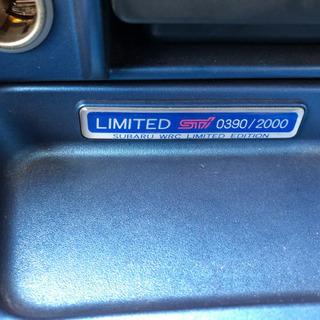 LIMITED STI 0390/2000
SUBARU WRC LIMITED EDITION